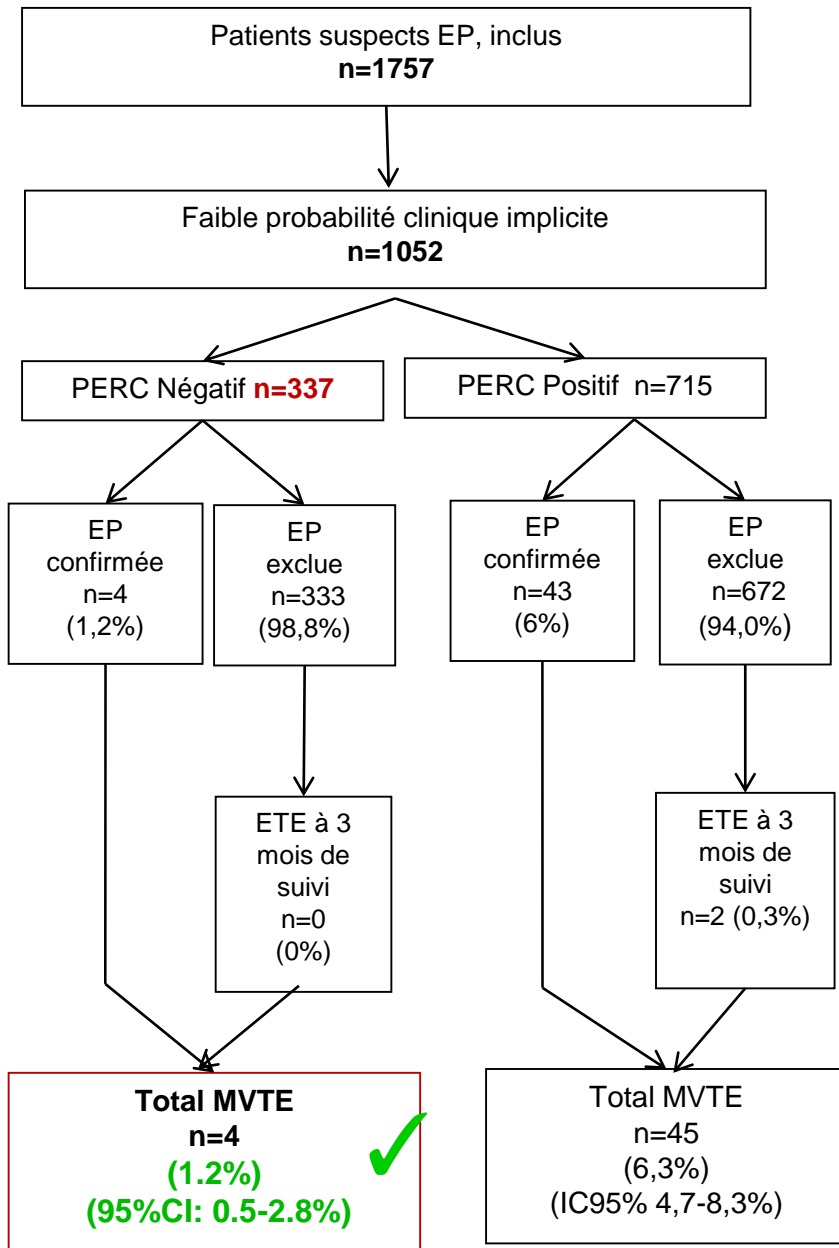 Patients suspects EP, inclus
n=1757
Faible probabilité clinique implicite
n=1052
PERC Négatif n=337
PERC Positif n=715
EP
confirmée
n=4
(1,2%)
EP
exclue
n=333
(98,8%)
EP
confirmée
n=43
(6%)
EP
exclue
n=672
(94,0%)
ETE à 3
mois de
suivi
n=0
(0%)
ETE à 3
mois de
suivi
n=2 (0,3%)
Total MVTE
n=4
(1.2%)
(95%CI: 0.5-2.8%)
Total MVTE
n=45
(6,3%)
(IC95% 4,7-8,3%)